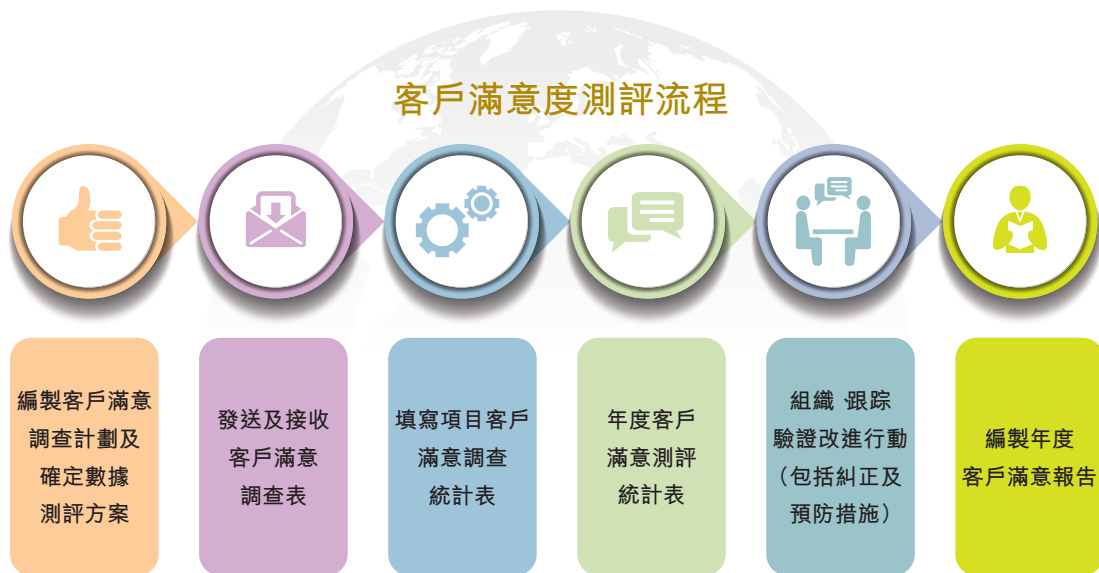 客戶滿意度測評流程
編製客戶滿意
調查計劃及
確定數據
測評方案
發送及接收
客戶滿意
調查表
填寫項目客戶
滿意調查
統計表
年度客戶
滿意測評
統計表
組織、跟踪
驗證改進行動
（包括糾正及
預防措施）
編製年度
客戶滿意報告